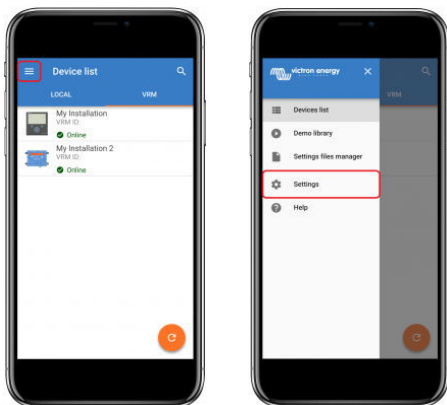 Device list
LOCAL VRM
My Installation
VRM ID:
Online
My Installation 2
VRM ID:
Online
victron energy
VRM
Devices list
Demo library
Settings files manager
Settings
Help